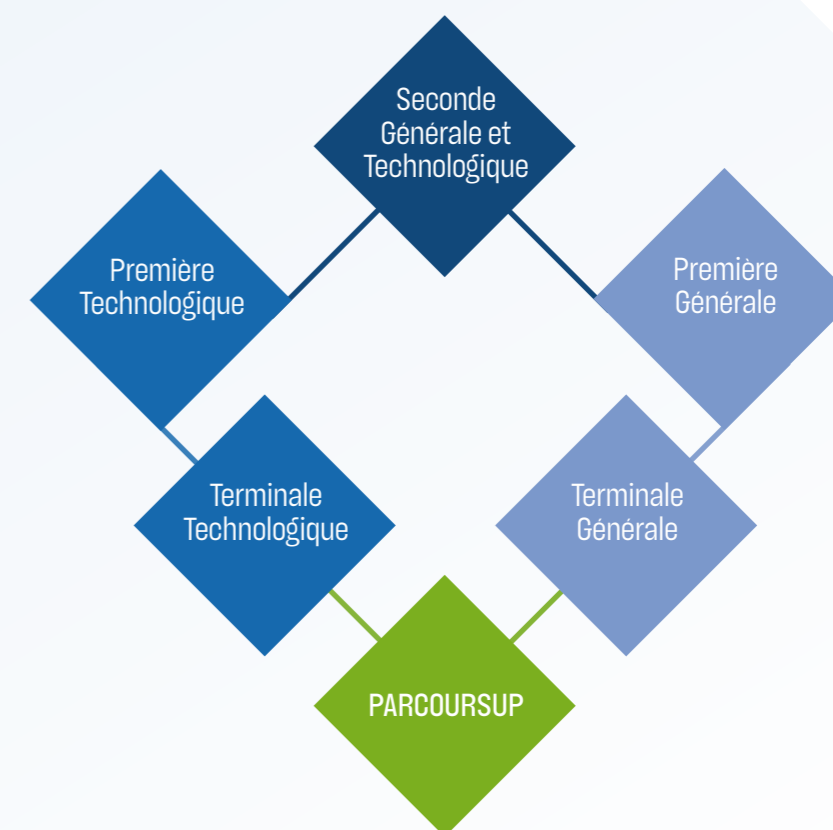 Seconde
Générale et
Technologique
Première
Technologique
Première
Générale
Terminale
Technologique
Terminale
Générale
PARCOURSUP